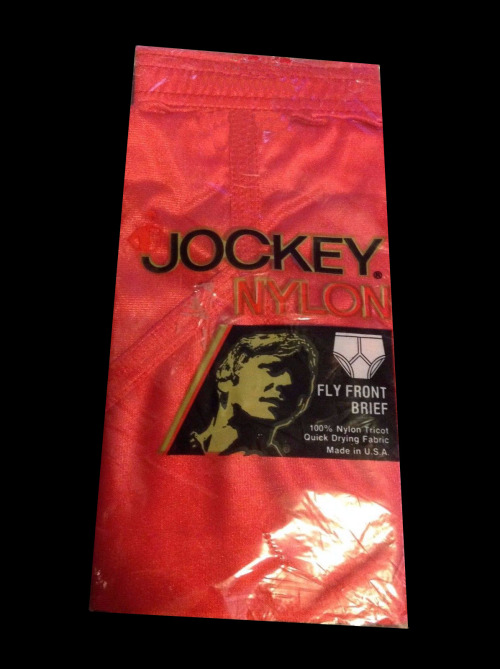 JOCKEY®
NYLON
FLY FRONT
BRIEF
100% Nylon Tricot
Quick Drying Fabric
Made in U.S.A.